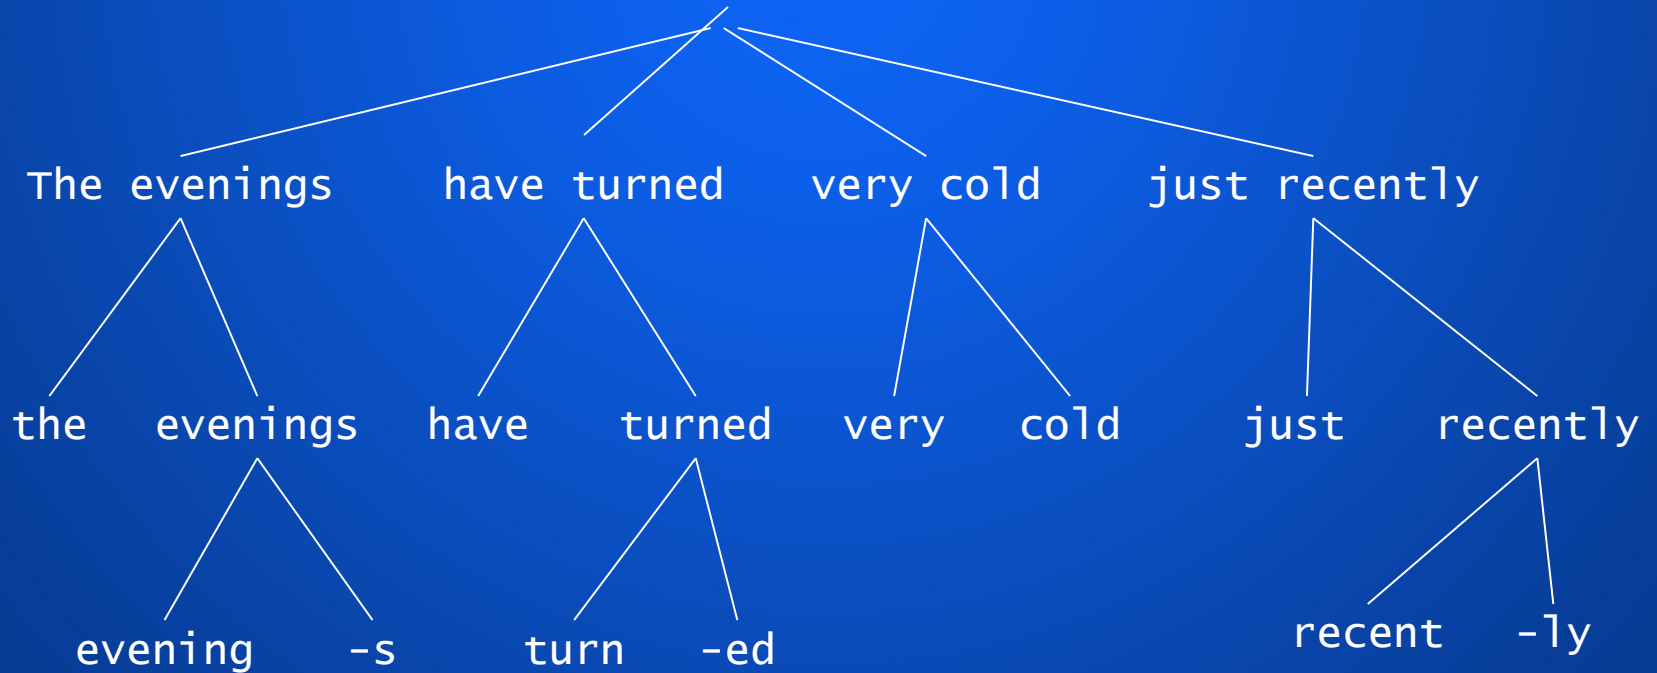 The evenings have turned very cold just recently
the evenings have turned very cold just recently
evening -s turn -ed recent -ly